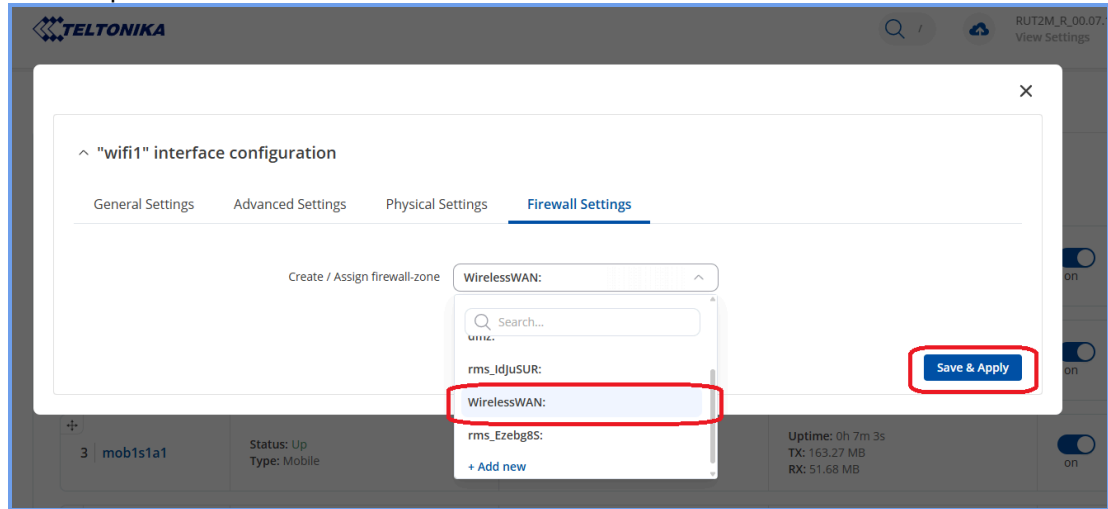 TELTONIKA
/
RUT2M_R_00.07.
View Settings
"wifi1" interface configuration
General Settings
Advanced Settings
Physical Settings
Firewall Settings
Create / Assign firewall-zone
WirelessWAN:
Search...
dmz:
rms_IdJuSUR:
WirelessWAN:
rms_Ezebg8S:
+ Add new
Save & Apply
on
on
3 mob1s1a1
Status: Up
Type: Mobile
Uptime: 0h 7m 3s
TX: 163.27 MB
RX: 51.68 MB
on